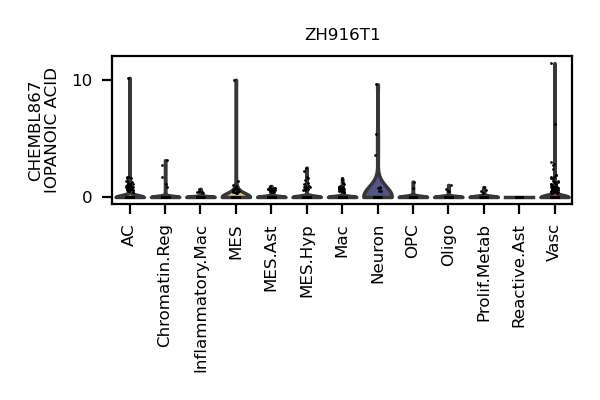 ZH916T1
CHEMBL867
IOPANOIC ACID
10
0
AC
Chromatin.Reg
Inflammatory.Mac
MES
MES.Ast
MES.Hyp
Mac
Neuron
OPC
Oligo
Prolif.Metab
Reactive.Ast
Vasc